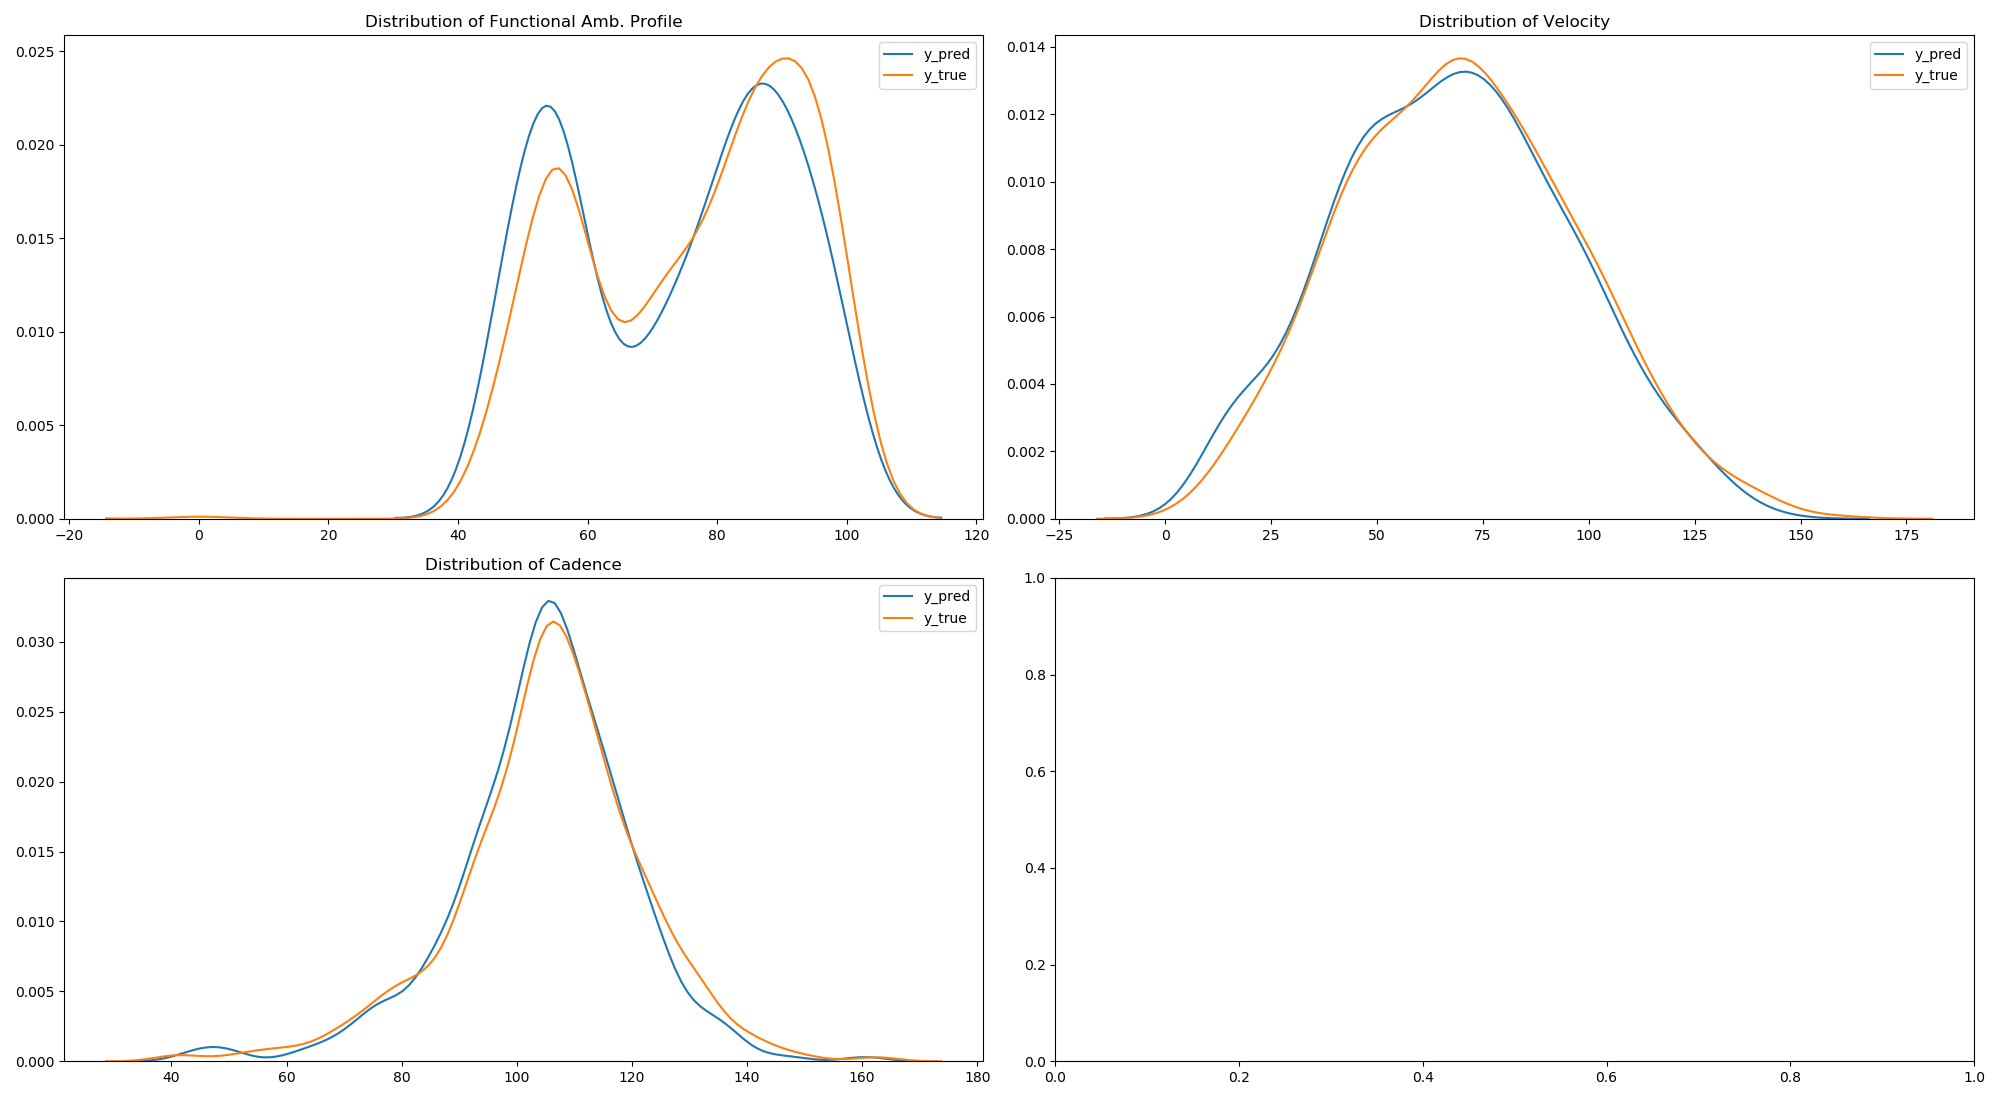 Distribution of Functional Amb. Profile
0.025
0.020
0.015
0.010
0.005
0.000
−20 0 20 40 60 80 100 120
y_pred
y_true
Distribution of Velocity
0.014
0.012
0.010
0.008
0.006
0.004
0.002
0.000
−25 0 25 50 75 100 125 150 175
y_pred
y_true
Distribution of Cadence
0.030
0.025
0.020
0.015
0.010
0.005
0.000
40 60 80 100 120 140 160 180
y_pred
y_true
1.0
0.8
0.6
0.4
0.2
0.0
0.0 0.2 0.4 0.6 0.8 1.0